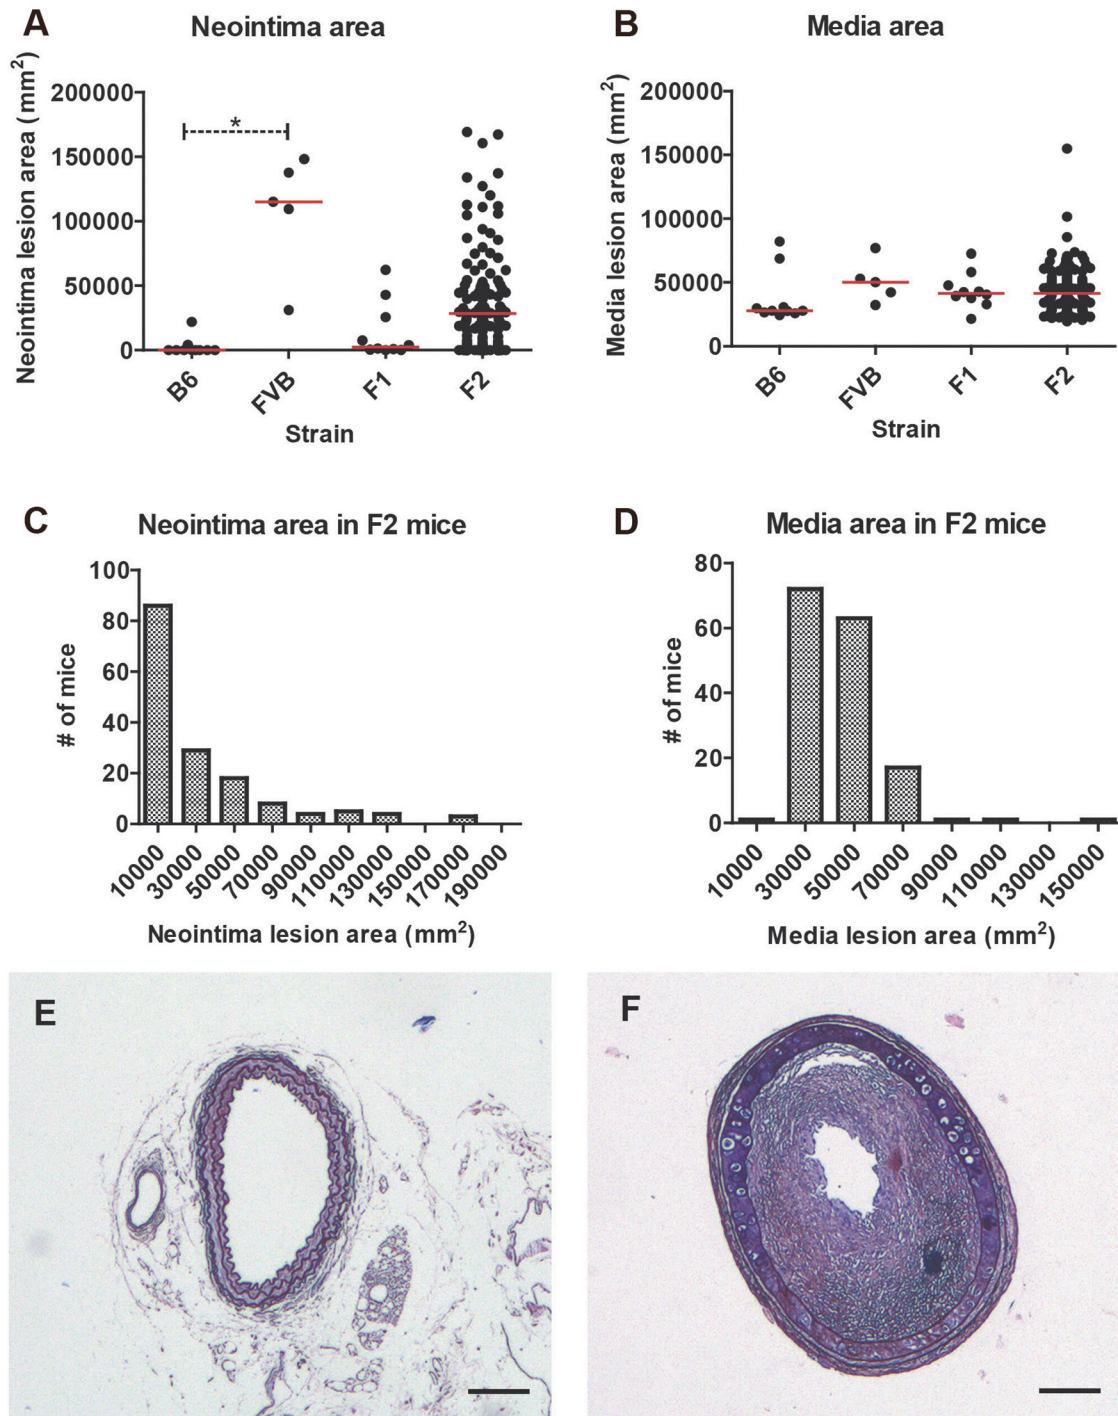 A
Neointima area
Neointima lesion area (mm²)
200000
150000
100000
50000
0
*
B6
FVB
F1
F2
Strain
B
Media area
Media lesion area (mm²)
200000
150000
100000
50000
0
B6
FVB
F1
F2
Strain
C
Neointima area in F2 mice
# of mice
100
80
60
40
20
0
10000
30000
50000
70000
90000
110000
130000
150000
170000
190000
Neointima lesion area (mm²)
D
Media area in F2 mice
# of mice
80
60
40
20
0
10000
30000
50000
70000
90000
110000
130000
150000
Media lesion area (mm²)
E
F